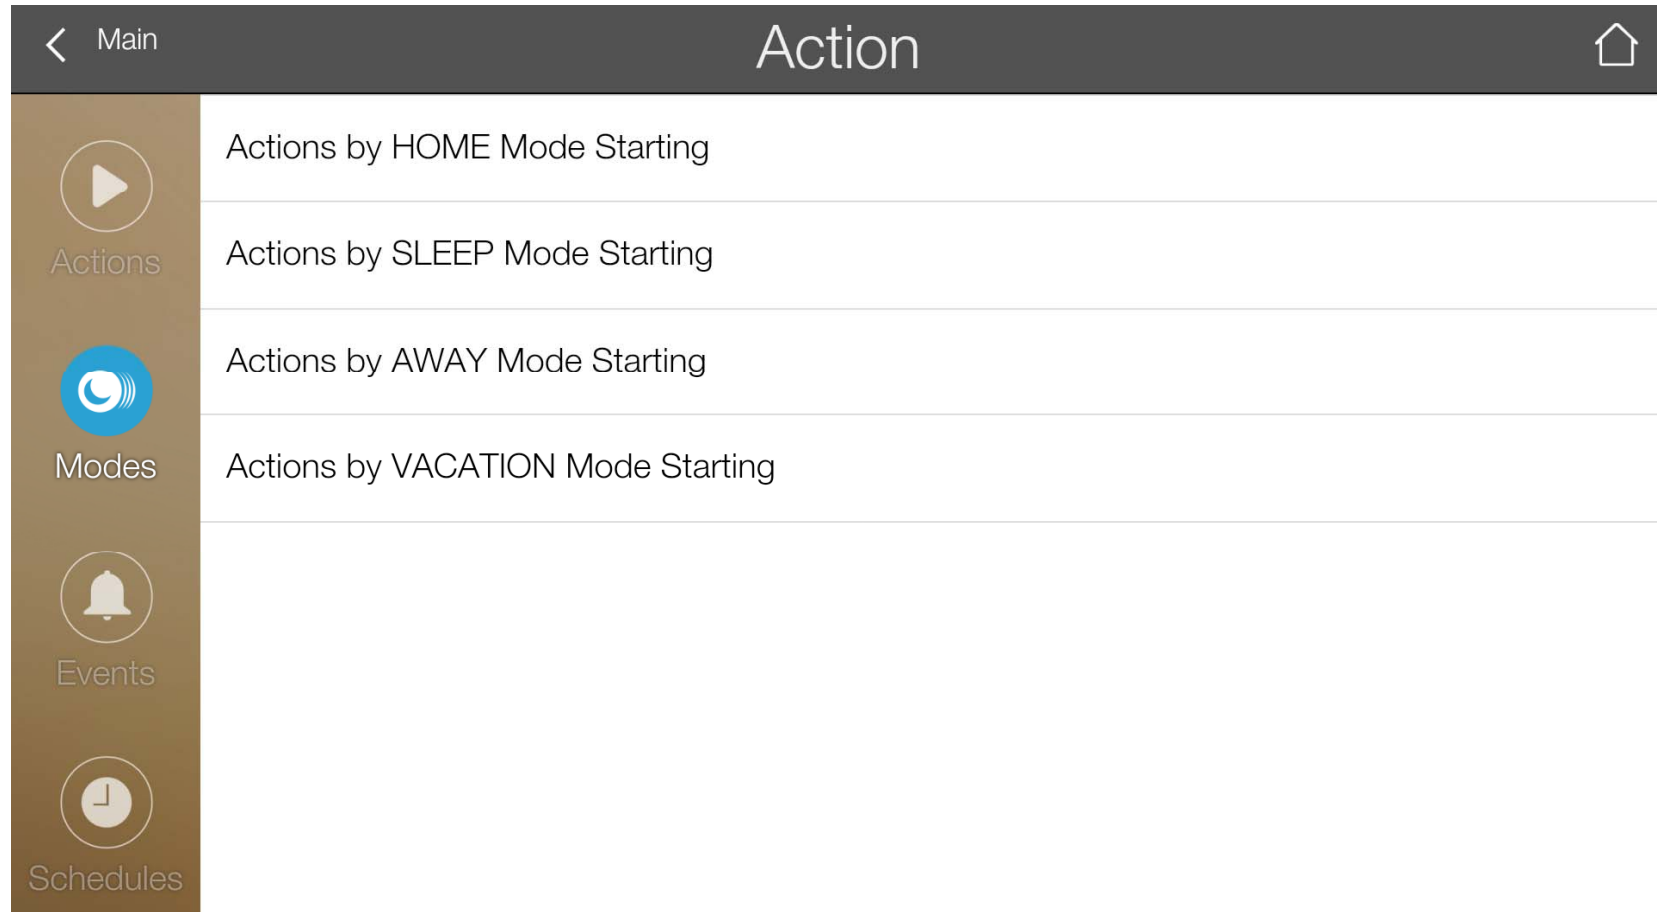 Main
Action
Actions by HOME Mode Starting
Actions
Actions by SLEEP Mode Starting
Actions by AWAY Mode Starting
Modes
Actions by VACATION Mode Starting
Events
Schedules